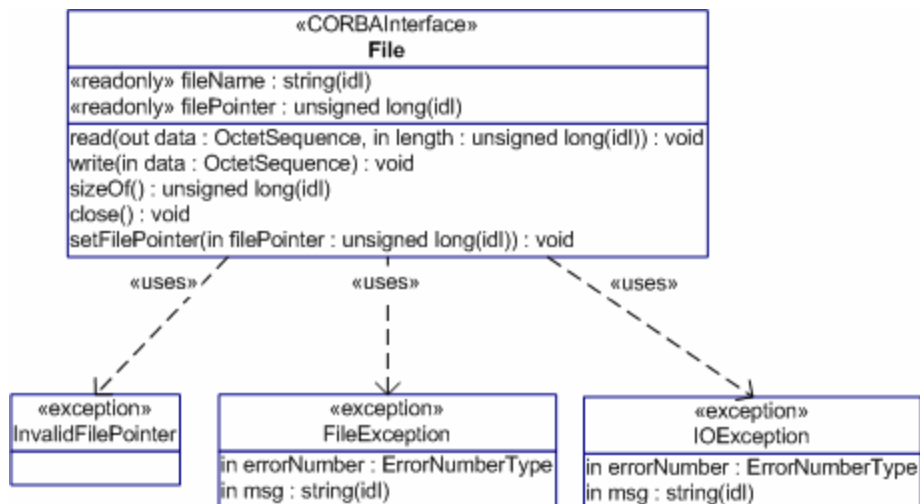 «CORBAInterface»
File
«readonly» fileName : string(idl)
«readonly» filePointer : unsigned long(idl)
read(out data : OctetSequence, in length : unsigned long(idl)) : void
write(in data : OctetSequence) : void
sizeOf() : unsigned long(idl)
close() : void
setFilePointer(in filePointer : unsigned long(idl)) : void
«uses» «uses» «uses»
«exception»
InvalidFilePointer
«exception»
FileException
in errorNumber : ErrorNumberType
in msg : string(idl)
«exception»
IOException
in errorNumber : ErrorNumberType
in msg : string(idl)